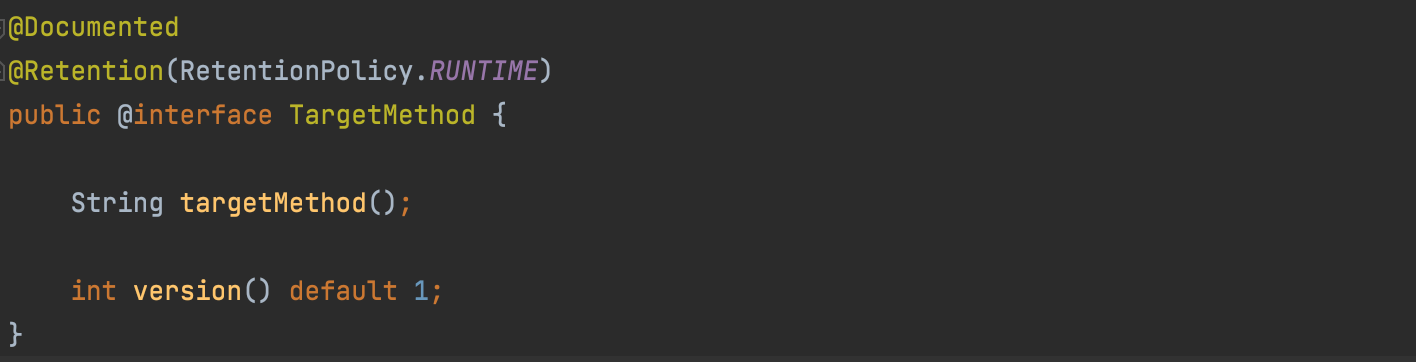 @Documented
@Retention(RetentionPolicy.RUNTIME)
public @interface TargetMethod {
    String targetMethod();
    int version() default 1;
}